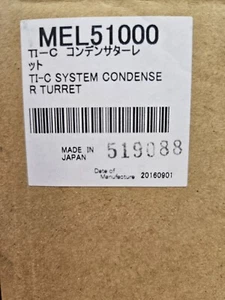 MEL51000
TI-C コンデンサターレ
ット
TI-C SYSTEM CONDENSE
R TURRET
MADE IN
JAPAN
519088
Date of
Manufacture 20160901